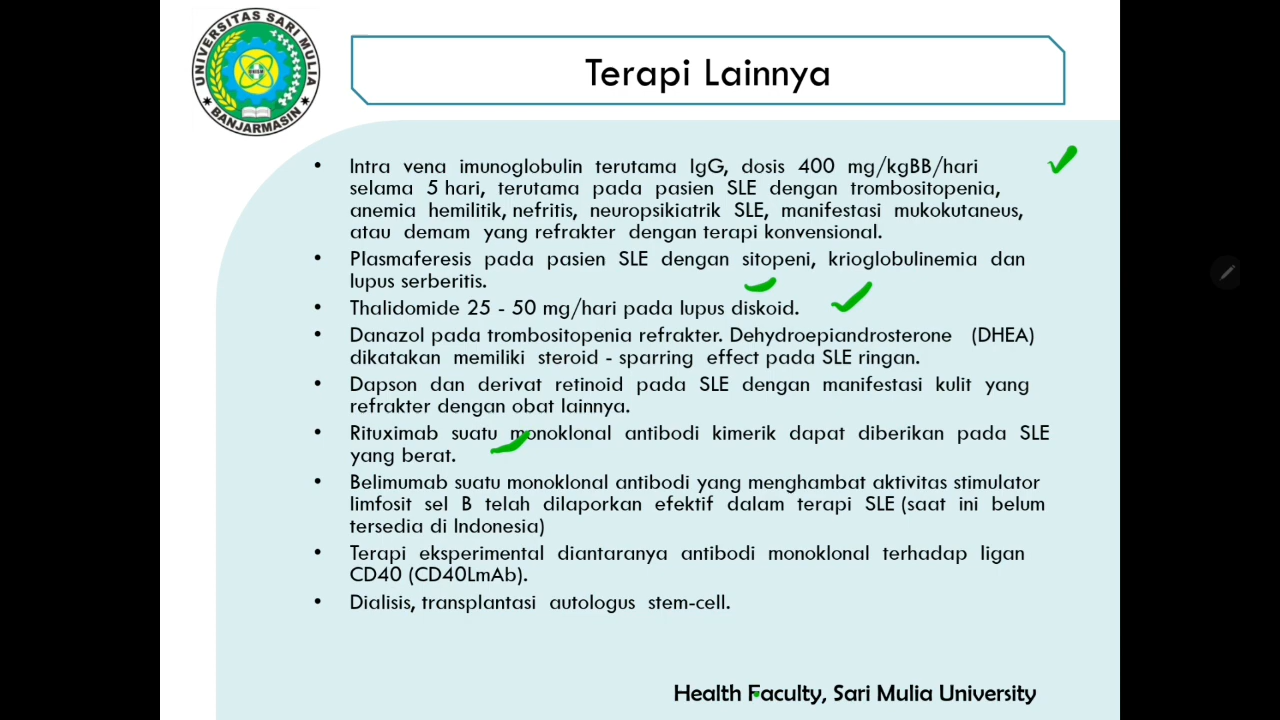 UNIVERSITAS SARI MULIA
BANJARMASIN
Terapi Lainnya
• Intra vena imunoglobulin terutama IgG, dosis 400 mg/kgBB/hari
selama 5 hari, terutama pada pasien SLE dengan trombositopenia,
anemia hemilitik, nefritis, neuropsikiatrik SLE, manifestasi mukokutaneus,
atau demam yang refrakter dengan terapi konvensional.
• Plasmaferesis pada pasien SLE dengan sitopeni, krioglobulinemia dan
lupus serberitis.
• Thalidomide 25 - 50 mg/hari pada lupus diskoid.
• Danazol pada trombositopenia refrakter. Dehydroepiandrosterone (DHEA)
dikatakan memiliki steroid - sparring effect pada SLE ringan.
• Dapson dan derivat retinoid pada SLE dengan manifestasi kulit yang
refrakter dengan obat lainnya.
• Rituximab suatu monoklonal antibodi kimerik dapat diberikan pada SLE
yang berat.
• Belimumab suatu monoklonal antibodi yang menghambat aktivitas stimulator
limfosit sel B telah dilaporkan efektif dalam terapi SLE (saat ini belum
tersedia di Indonesia)
• Terapi eksperimental diantaranya antibodi monoklonal terhadap ligan
CD40 (CD40LmAb).
• Dialisis, transplantasi autologus stem-cell.
Health Faculty, Sari Mulia University